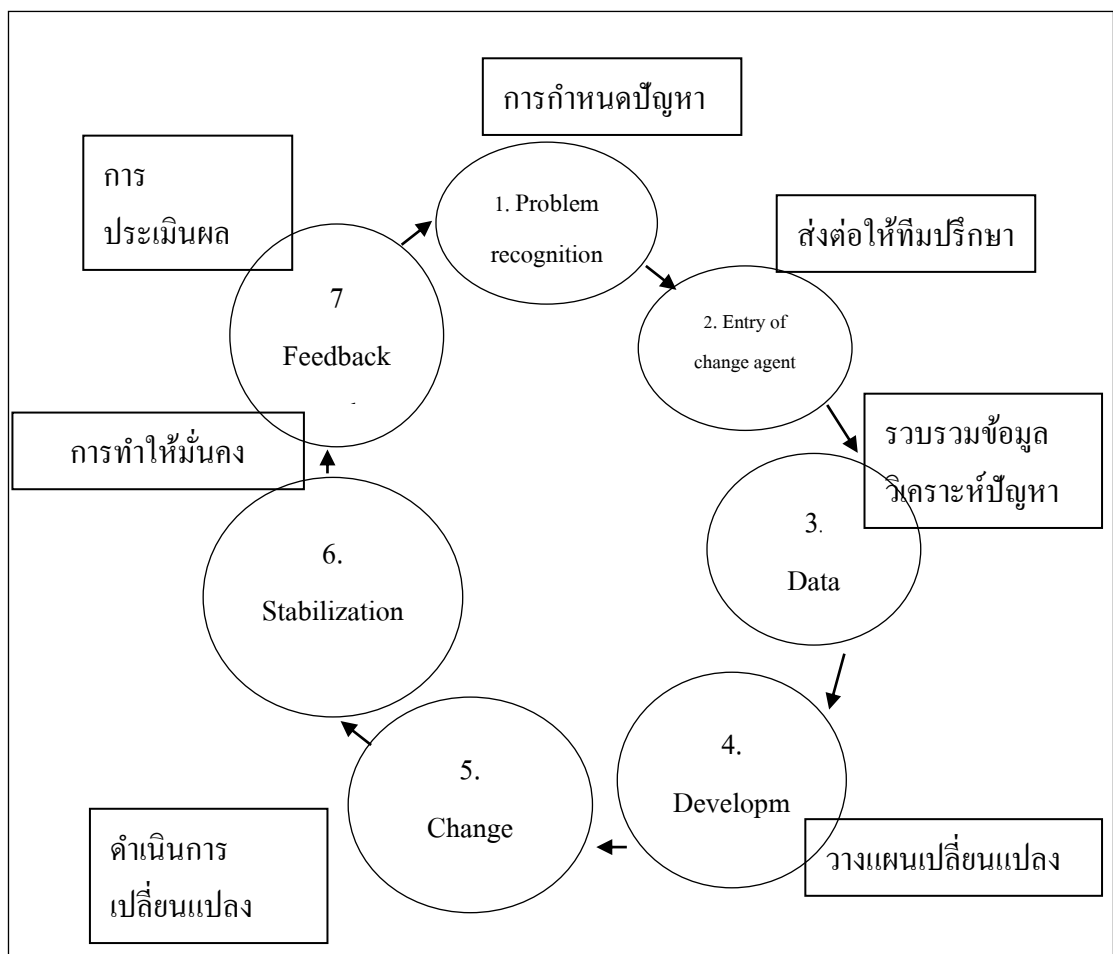 การกำหนดปัญหา
1. Problem
recognition
ส่งต่อให้ทีมปรึกษา
2. Entry of
change agent
รวบรวมข้อมูล
วิเคราะห์ปัญหา
3.
Data
4.
Developm
วางแผนเปลี่ยนแปลง
5.
Change
ดำเนินการ
เปลี่ยนแปลง
6.
Stabilization
การทำให้มั่นคง
7
Feedback
การ
ประเมินผล